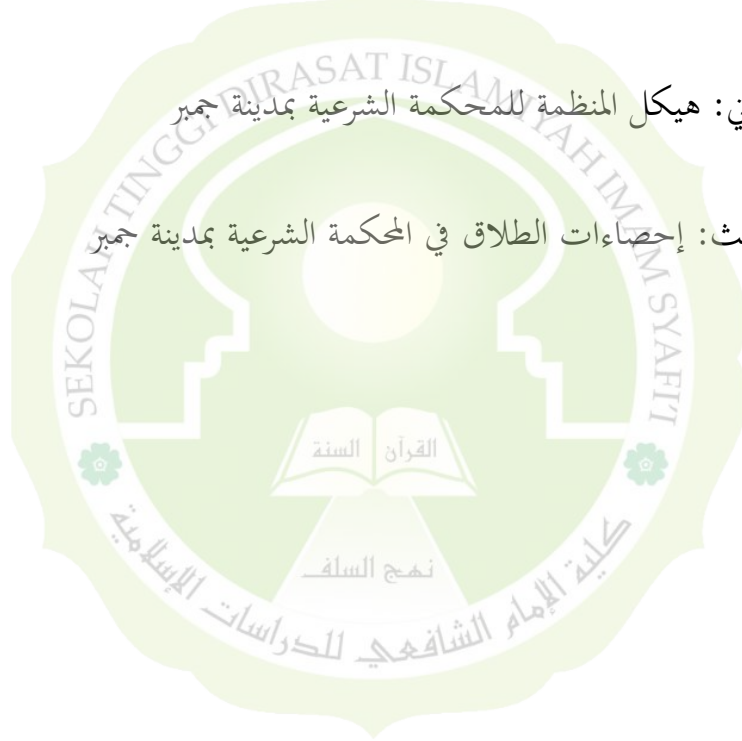 ني: هيكل المنظمة للمحكمة الشرعية بمدينة جمبر
ث: إحصاءات الطلاق في المحكمة الشرعية بمدينة جمبر
SEKOLAH TINGGI DIRASAT ISLAMIYAH IMAM SYAFI'I
القرآن السنة
نهج السلف
كلية الإمام الشافعي للدراسات الإسلامية